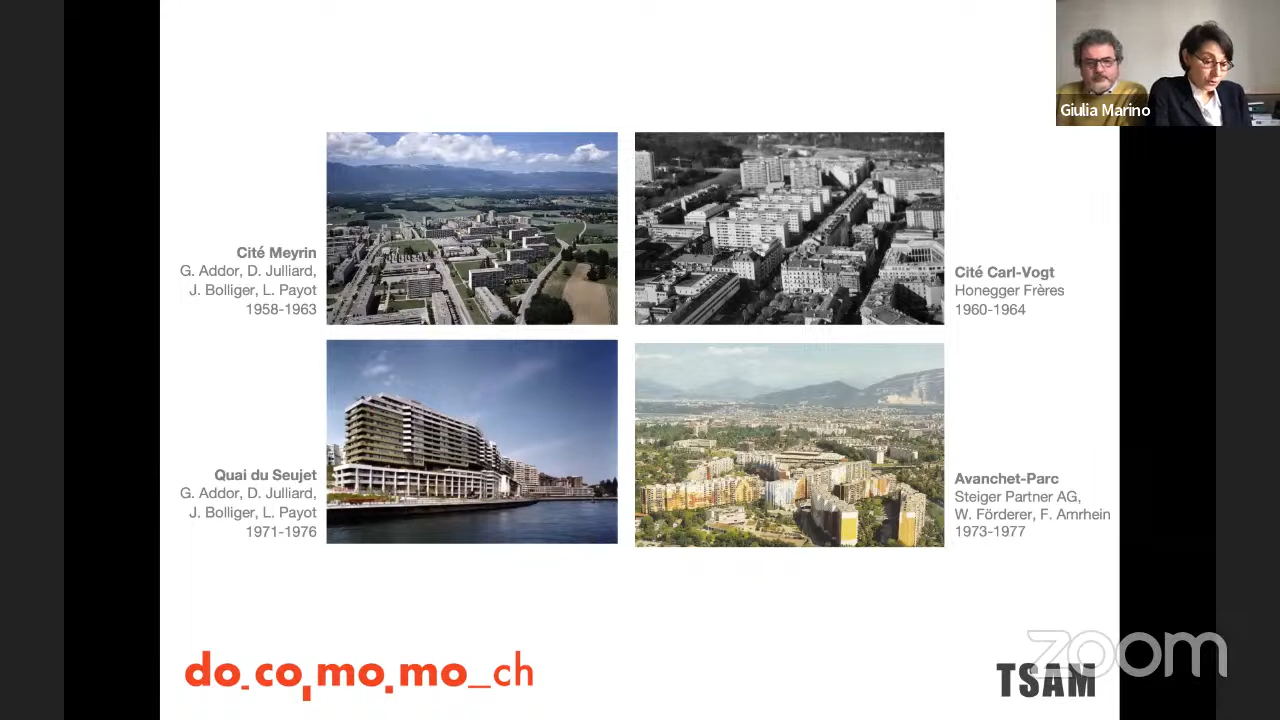 Giulia Marino
Cité Meyrin
G. Addor, D. Julliard,
J. Bolliger, L. Payot
1958-1963
Cité Carl-Vogt
Honegger Frères
1960-1964
Quai du Seujet
G. Addor, D. Julliard,
J. Bolliger, L. Payot
1971-1976
Avanchet-Parc
Steiger Partner AG,
W. Förderer, F. Amrhein
1973-1977
do_co_mo_mo_ch
TSAM
zoom